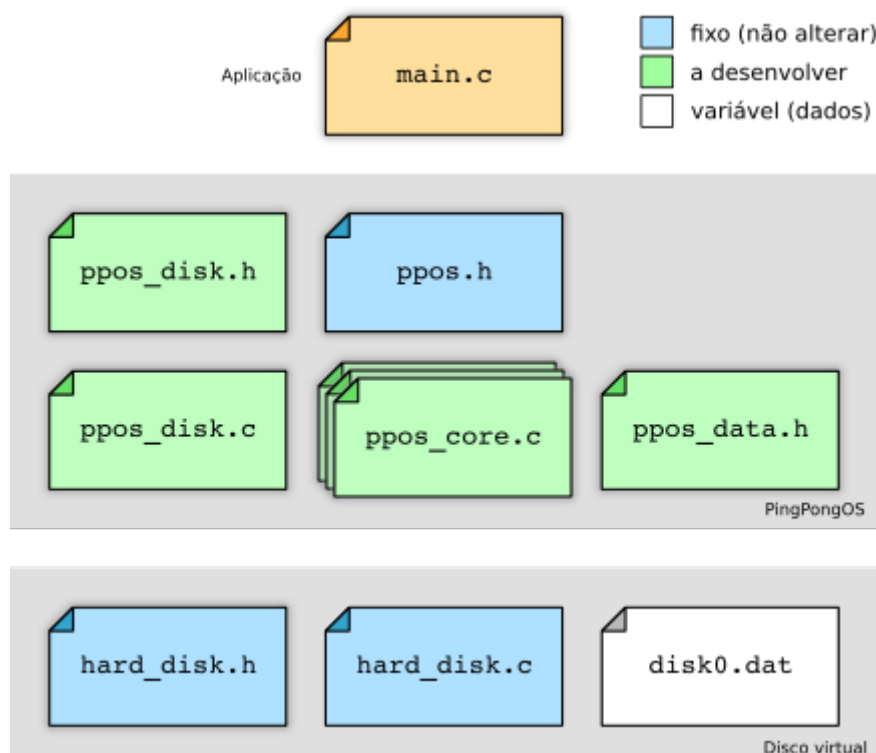 Aplicação
main.c
fixo (não alterar)
a desenvolver
variável (dados)
ppos_disk.h
ppos.h
ppos_disk.c
ppos_core.c
ppos_data.h
PingPongOS
hard_disk.h
hard_disk.c
disk0.dat
Disco virtual